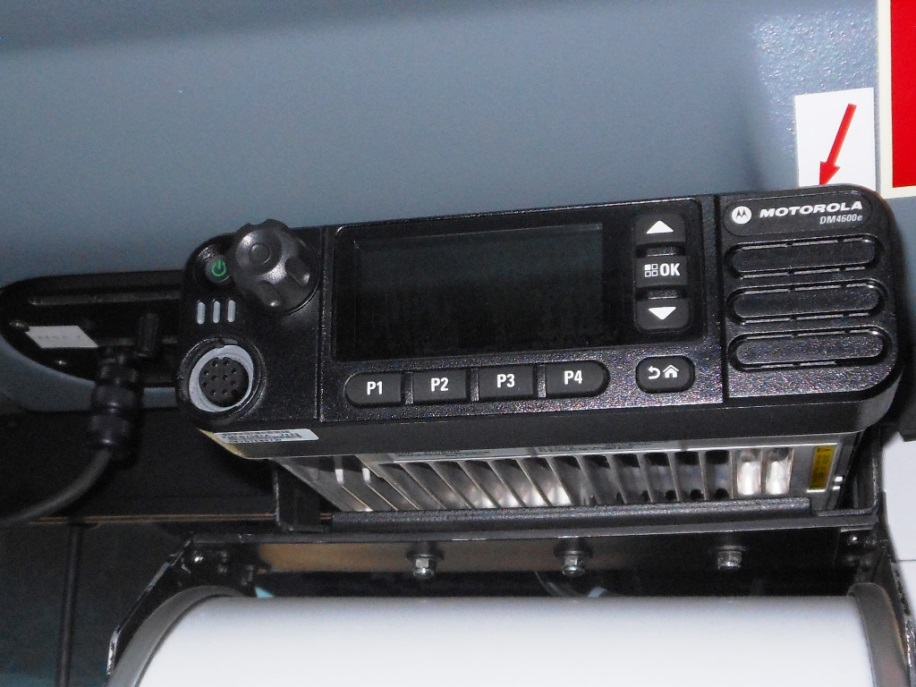 MOTOROLA
DM4600e
OK
P1 P2 P3 P4